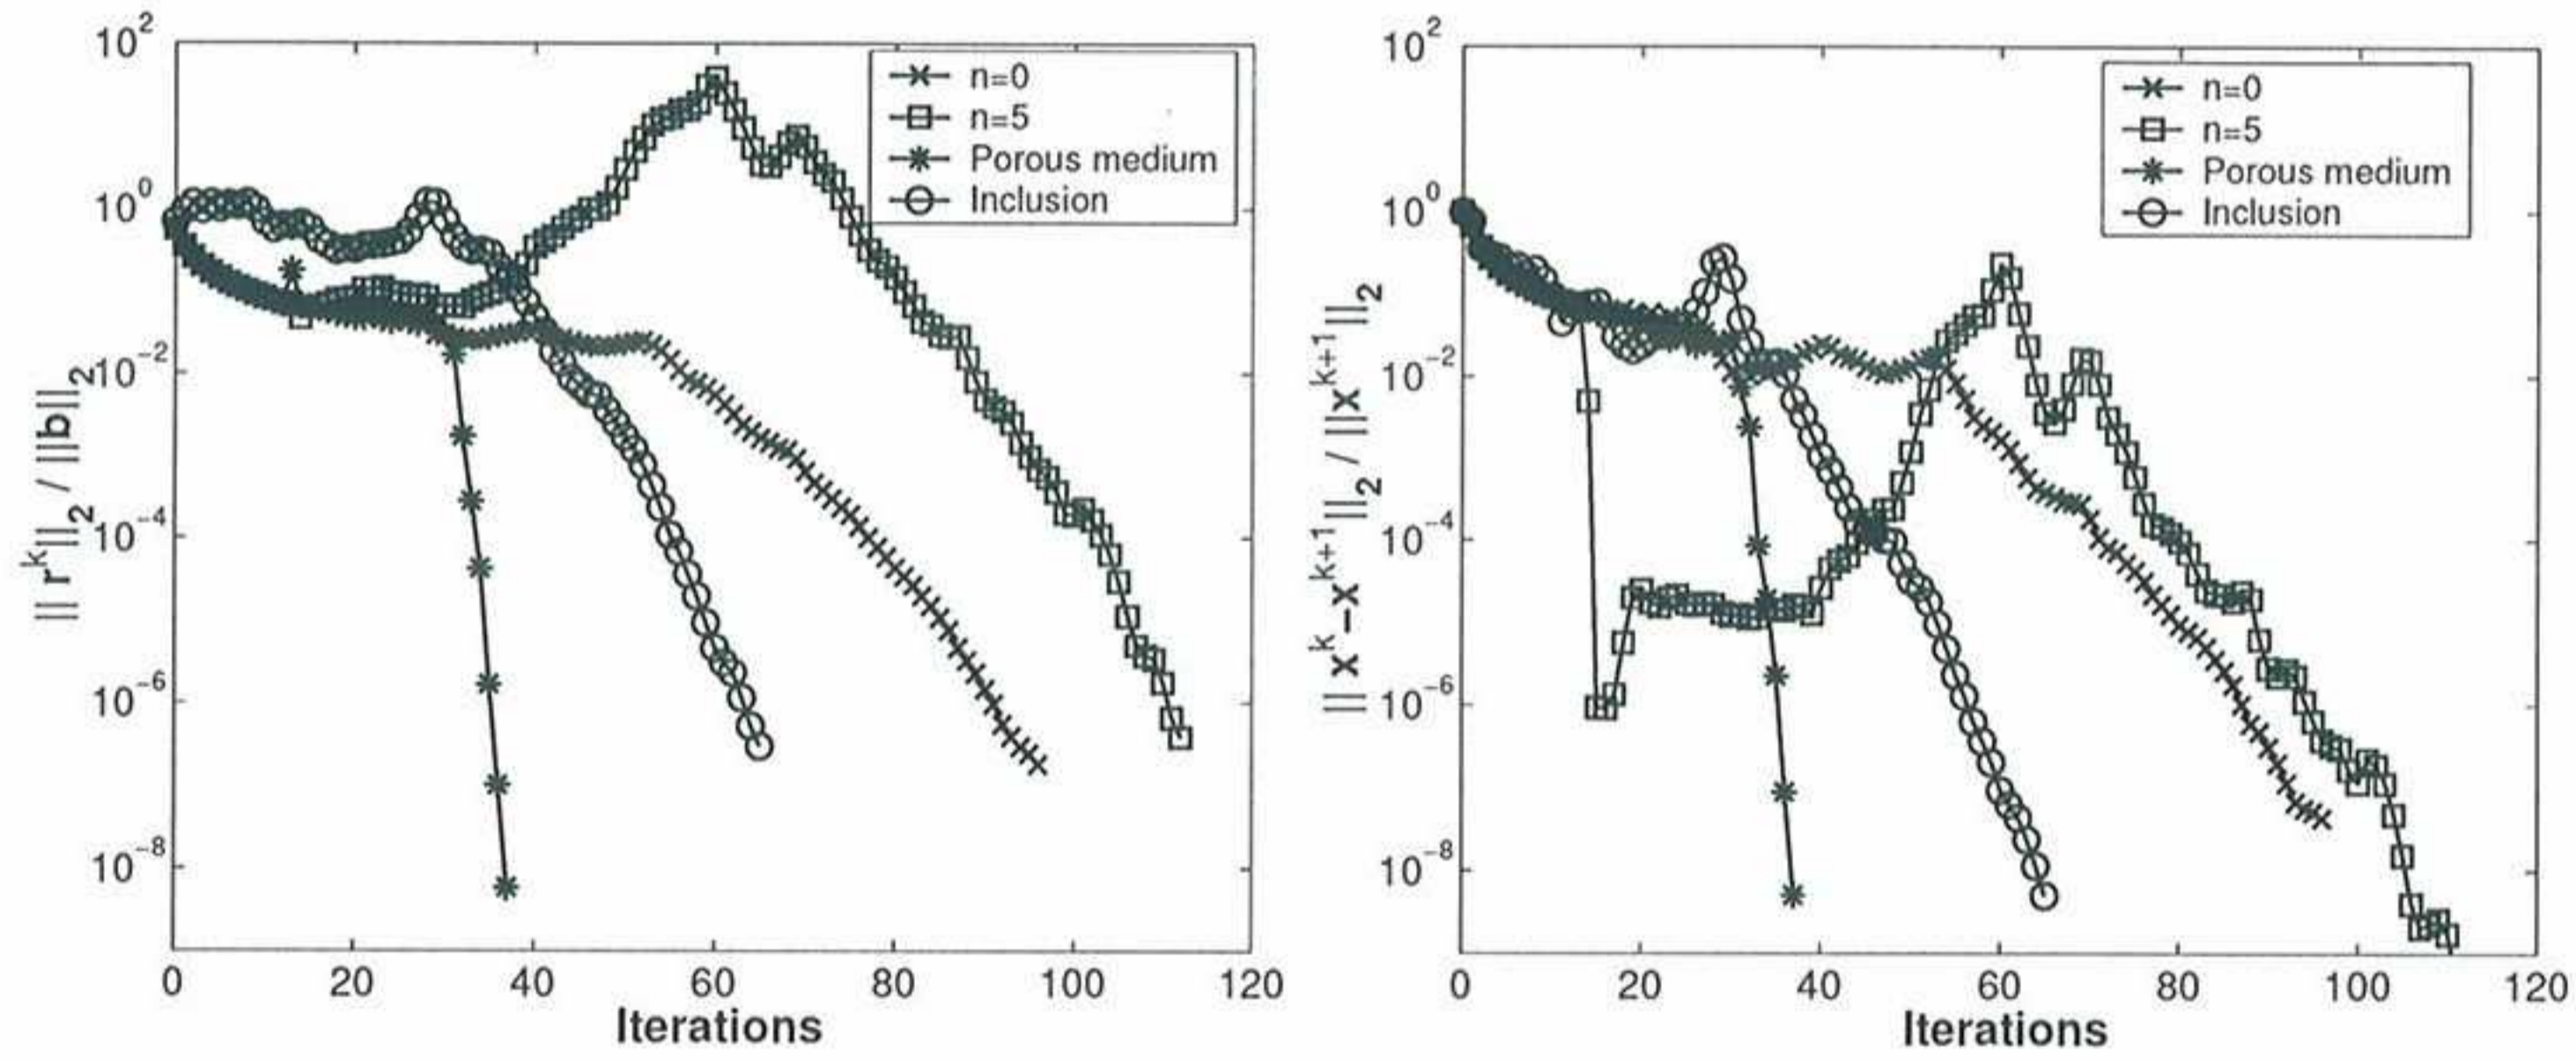 10^2
10^0
10^-2
10^-4
10^-6
10^-8
|| r^k||_2 / ||b||_2
n=0
n=5
Porous medium
Inclusion
0 20 40 60 80 100 120
Iterations
10^2
10^0
10^-2
10^-4
10^-6
10^-8
|| x^k–x^k+1||_2 / ||x^k+1||_2
n=0
n=5
Porous medium
Inclusion
0 20 40 60 80 100 120
Iterations